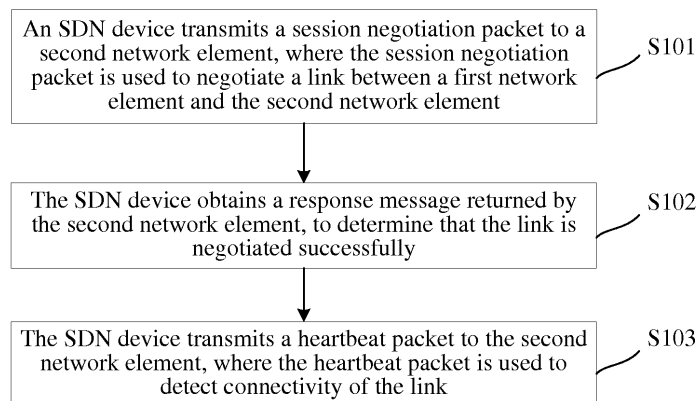 An SDN device transmits a session negotiation packet to a
second network element, where the session negotiation
packet is used to negotiate a link between a first network
element and the second network element
S101
The SDN device obtains a response message returned by
the second network element, to determine that the link is
negotiated successfully
S102
The SDN device transmits a heartbeat packet to the second
network element, where the heartbeat packet is used to
detect connectivity of the link
S103